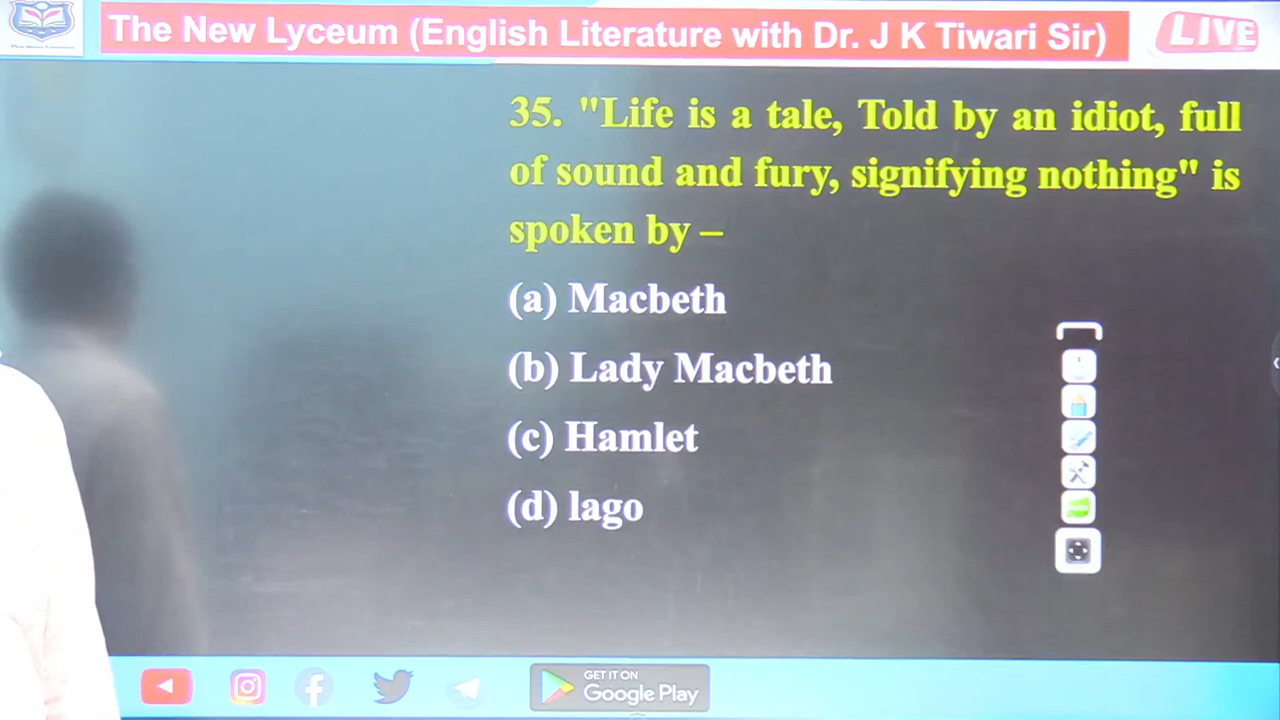 The New Lyceum (English Literature with Dr. J K Tiwari Sir)
LIVE
35. "Life is a tale, Told by an idiot, full
of sound and fury, signifying nothing" is
spoken by –
(a) Macbeth
(b) Lady Macbeth
(c) Hamlet
(d) lago
GET IT ON
Google Play